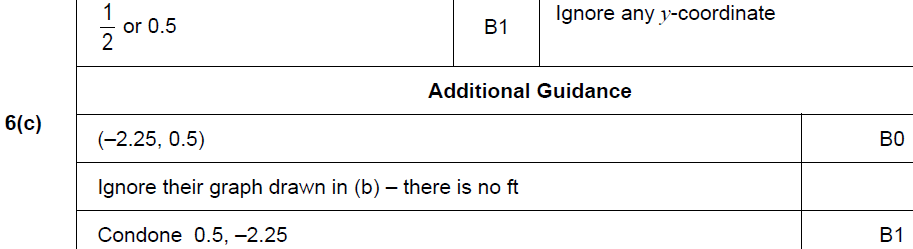 1/2 or 0.5
B1
Ignore any y-coordinate
Additional Guidance
6(c)
(–2.25, 0.5)
B0
Ignore their graph drawn in (b) – there is no ft
Condone 0.5, –2.25
B1